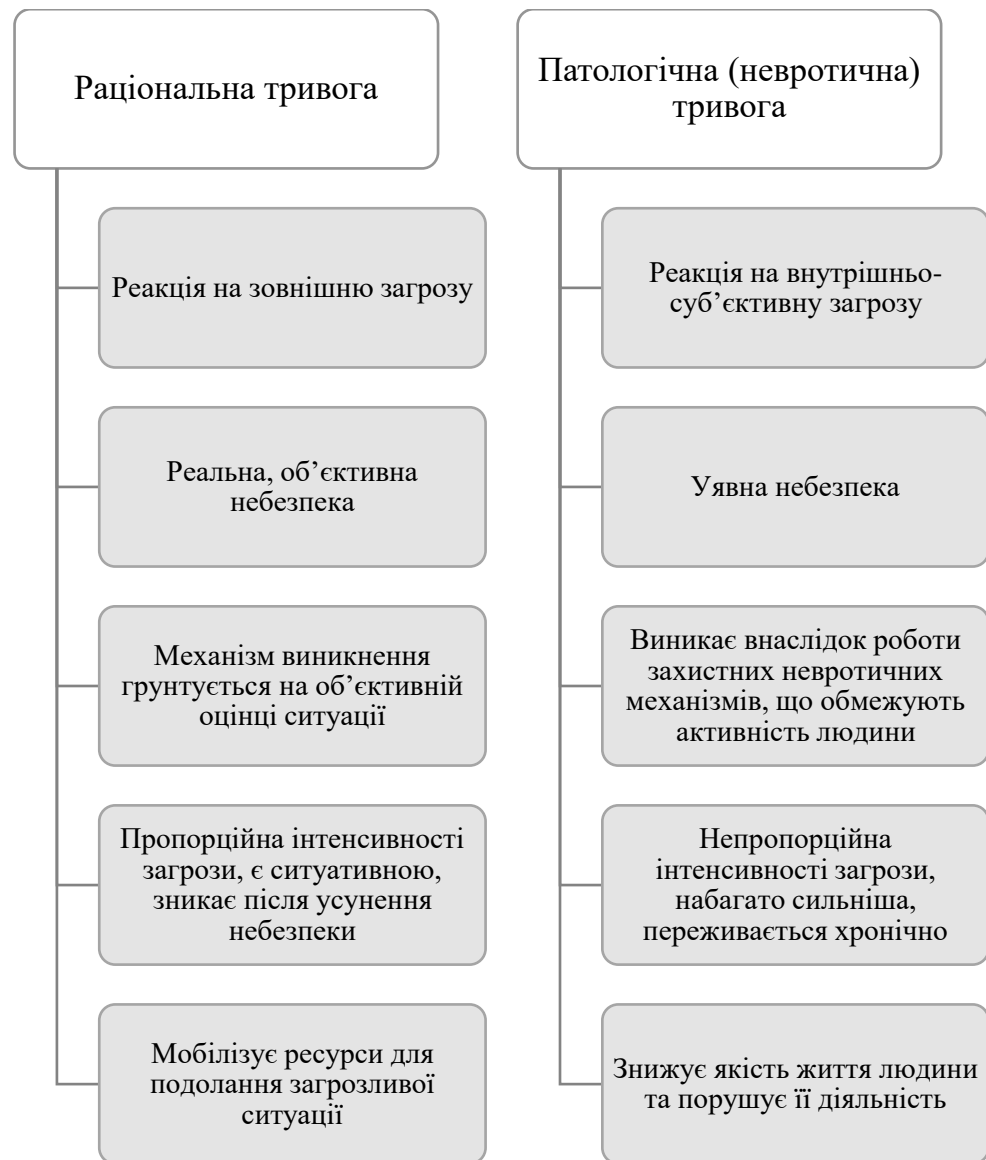 Раціональна тривога
Реакція на зовнішню загрозу
Реальна, об’єктивна
небезпека
Механізм виникнення
грунтується на об’єктивній
оцінці ситуації
Пропорційна інтенсивності
загрози, є ситуативною,
зникає після усунення
небезпеки
Мобілізує ресурси для
подолання загрозливої
ситуації
Патологічна (невротична)
тривога
Реакція на внутрішньо-
суб’єктивну загрозу
Уявна небезпека
Виникає внаслідок роботи
захистних невротичних
механізмів, що обмежують
активність людини
Непропорційна
інтенсивності загрози,
набагато сильніша,
переживається хронічно
Знижує якість життя людини
та порушує її діяльність